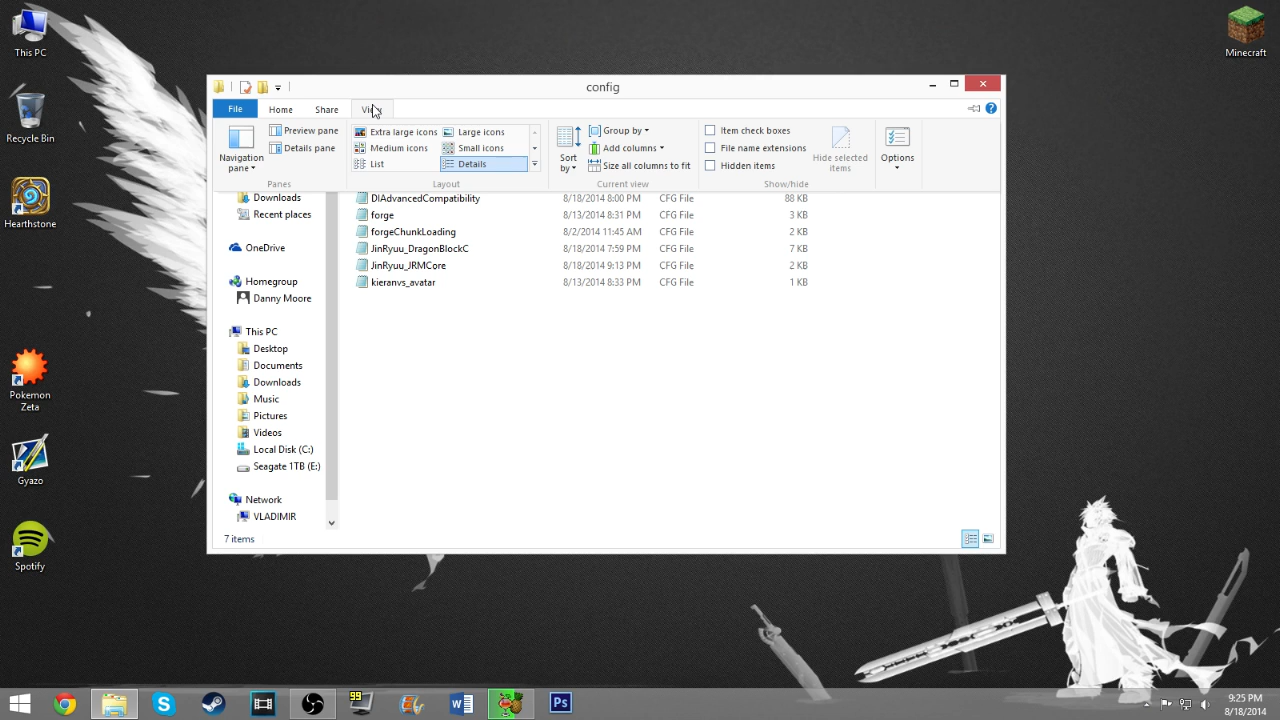 This PC
Recycle Bin
Hearthstone
Pokemon
Zeta
Gyazo
Spotify
Minecraft
config
File Home Share View
Navigation
pane
Preview pane
Details pane
Panes
Extra large icons Large icons
Medium icons Small icons
List Details
Layout
Sort
by
Group by
Add columns
Size all columns to fit
Current view
Item check boxes
File name extensions
Hidden items
Hide selected
items
Show/hide
Options
Downloads
Recent places
OneDrive
Homegroup
Danny Moore
This PC
Desktop
Documents
Downloads
Music
Pictures
Videos
Local Disk (C:)
Seagate 1TB (E:)
Network
VLADIMIR
DIAdvancedCompatibility 8/18/2014 8:00 PM CFG File 88 KB
forge 8/13/2014 8:31 PM CFG File 3 KB
forgeChunkLoading 8/2/2014 11:45 AM CFG File 2 KB
JinRyuu_DragonBlockC 8/18/2014 7:59 PM CFG File 7 KB
JinRyuu_JRMCore 8/18/2014 9:13 PM CFG File 2 KB
kieranvs_avatar 8/13/2014 8:33 PM CFG File 1 KB
7 items
99
Ps
9:25 PM
8/18/2014